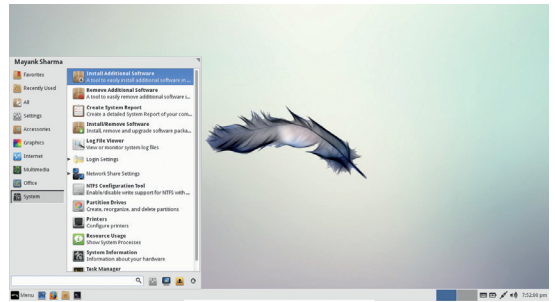 Mayank Sharma
Favorites
Recently Used
All
Settings
Accessories
Graphics
Internet
Multimedia
Office
System
Install Additional Software
A tool to easily install additional software in ...
Remove Additional Software
A tool to easily remove additional software i...
Create System Report
Create a detailed System Report of your com...
Install/Remove Software
Install, remove and upgrade software packa...
Log File Viewer
View or monitor system log files
Login Settings
Network Share Settings
NTFS Configuration Tool
Enable/disable write support for NTFS with ...
Partition Drives
Create, reorganize, and delete partitions
Printers
Configure printers
Resource Usage
Show System Processes
System Information
Information about your hardware
Task Manager
Menu
7:52:00 pm